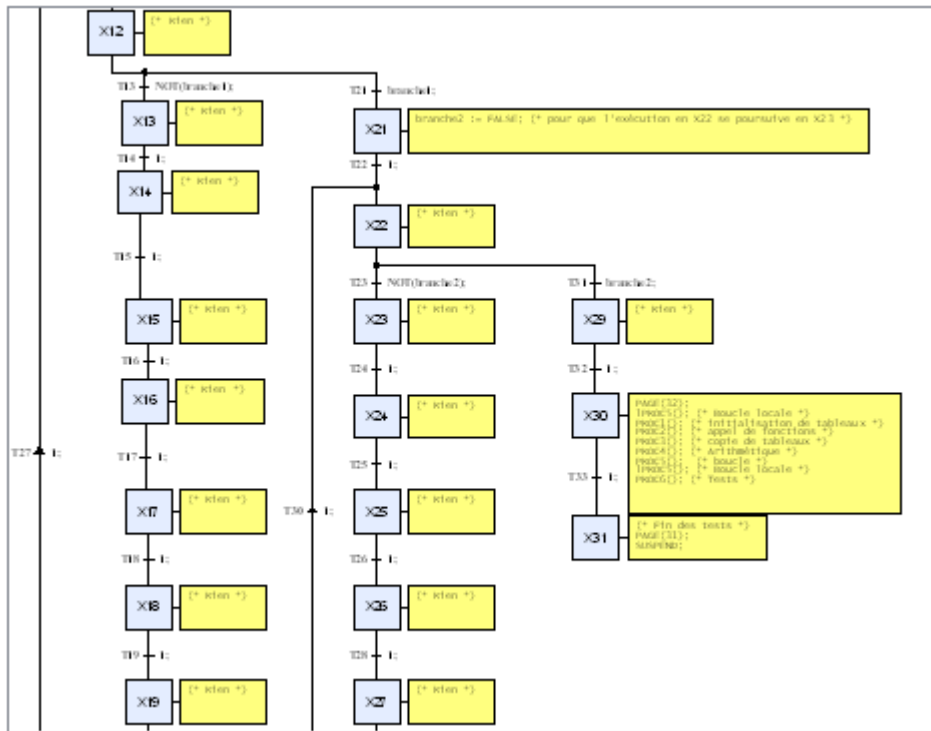 X12
{* Rien *}
T13 NOT(branche1);
T21 branche1;
X13
{* Rien *}
X21
branche2 := FALSE; {* pour que l'exécution en X22 se poursuive en X23 *}
T14 1;
T22 1;
X14
{* Rien *}
X22
{* Rien *}
T15 1;
T23 NOT(branche2);
T31 branche2;
X15
{* Rien *}
X23
{* Rien *}
X29
{* Rien *}
T16 1;
T24 1;
T32 1;
X16
{* Rien *}
X24
{* Rien *}
X30
PAGE(32);
lPROC5(); {* Boucle locale *}
PROC1(); {* initialisation de tableaux *}
PROC2(); {* appel de fonctions *}
PROC3(); {* copie de tableaux *}
PROC4(); {* Arithmétique *}
PROC5(); {* boucle *}
lPROC5(); {* Boucle locale *}
PROC6(); {* Tests *}
T27 1;
T17 1;
T25 1;
T33 1;
X17
{* Rien *}
T30 1;
X25
{* Rien *}
X31
{* Fin des tests *}
PAGE(31);
SUSPEND;
T18 1;
T26 1;
X18
{* Rien *}
X26
{* Rien *}
T19 1;
T28 1;
X19
{* Rien *}
X27
{* Rien *}